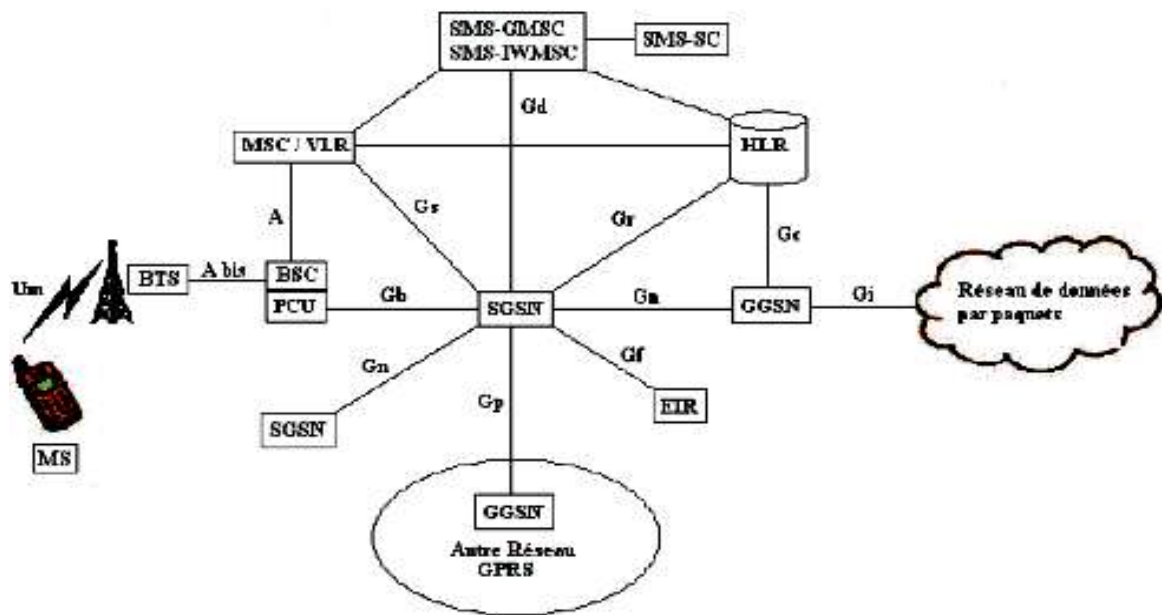 SMS-GMSC
SMS-IWMSC
SMS-SC
Gd
MSC / VLR
HLR
A
Gs
Gr
Gc
Um
BTS
A bis
BSC
PCU
Gb
SGSN
Gn
GGSN
Gi
Réseau de données
par paquets
Gn
Gf
SGSN
Gp
EIR
MS
GGSN
Autre Réseau
GPRS